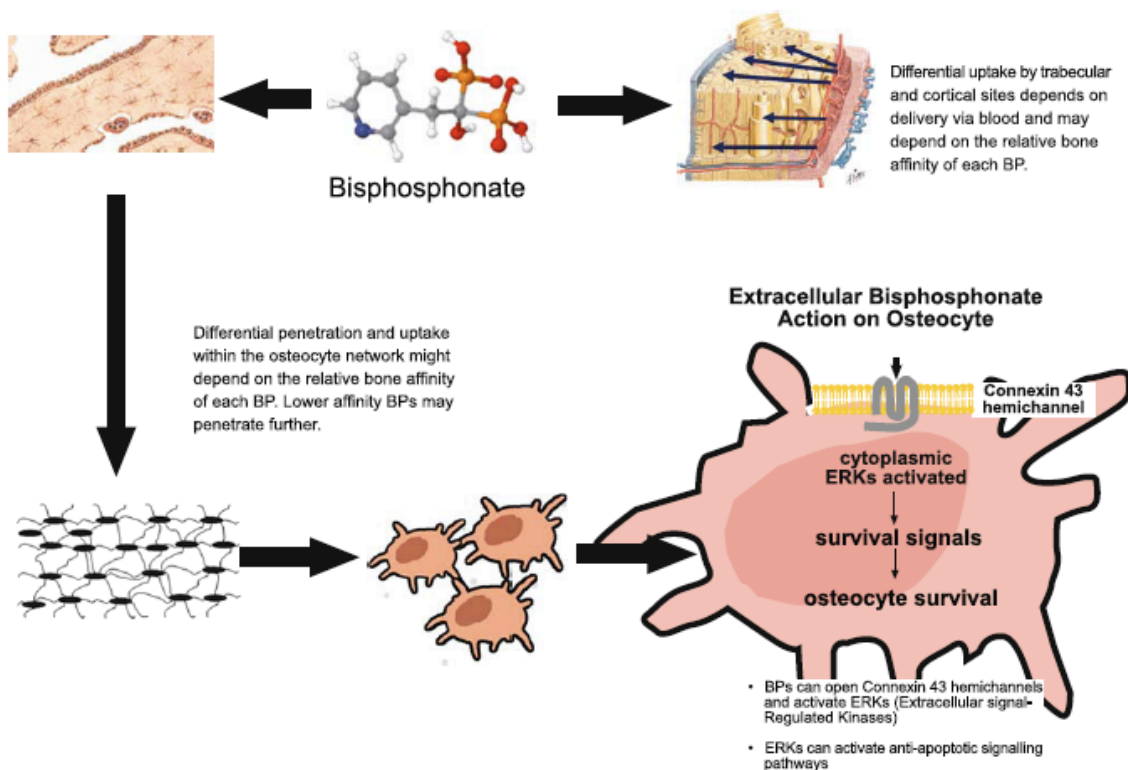 Bisphosphonate
Differential uptake by trabecular
and cortical sites depends on
delivery via blood and may
depend on the relative bone
affinity of each BP.
Differential penetration and uptake
within the osteocyte network might
depend on the relative bone affinity
of each BP. Lower affinity BPs may
penetrate further.
Extracellular Bisphosphonate
Action on Osteocyte
Connexin 43
hemichannel
cytoplasmic
ERKs activated
survival signals
osteocyte survival
• BPs can open Connexin 43 hemichannels
and activate ERKs (Extracellular signal-
Regulated Kinases)
• ERKs can activate anti-apoptotic signalling
pathways